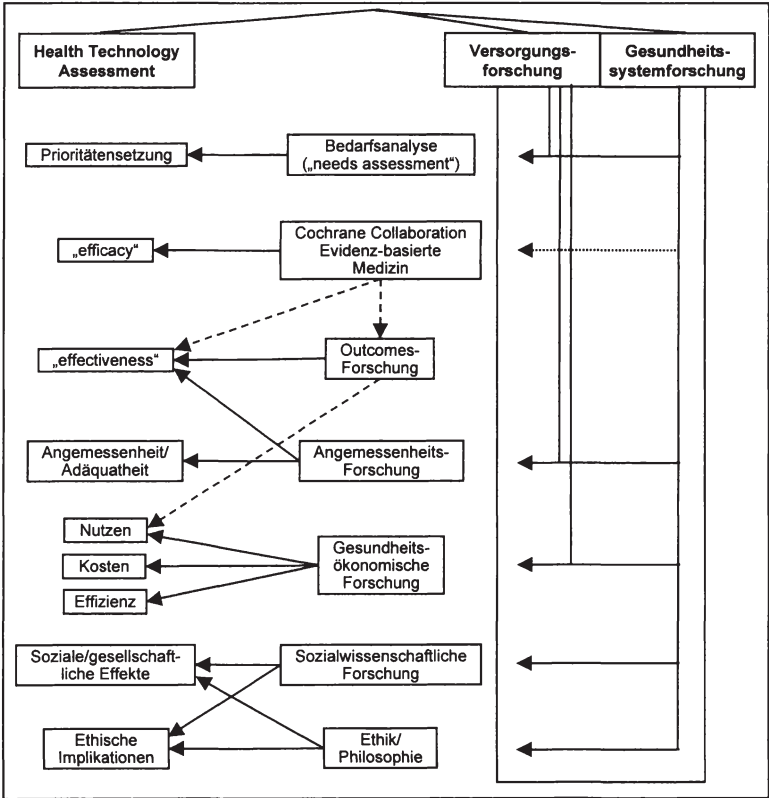 Health Technology
Assessment
Versorgungs-
forschung
Gesundheits-
systemforschung
Prioritätensetzung
Bedarfsanalyse
(„needs assessment“)
„efficacy“
Cochrane Collaboration
Evidenz-basierte
Medizin
„effectiveness“
Outcomes-
Forschung
Angemessenheit/
Adäquatheit
Angemessenheits-
Forschung
Nutzen
Kosten
Effizienz
Gesundheits-
ökonomische
Forschung
Soziale/gesellschaft-
liche Effekte
Sozialwissenschaftliche
Forschung
Ethische
Implikationen
Ethik/
Philosophie